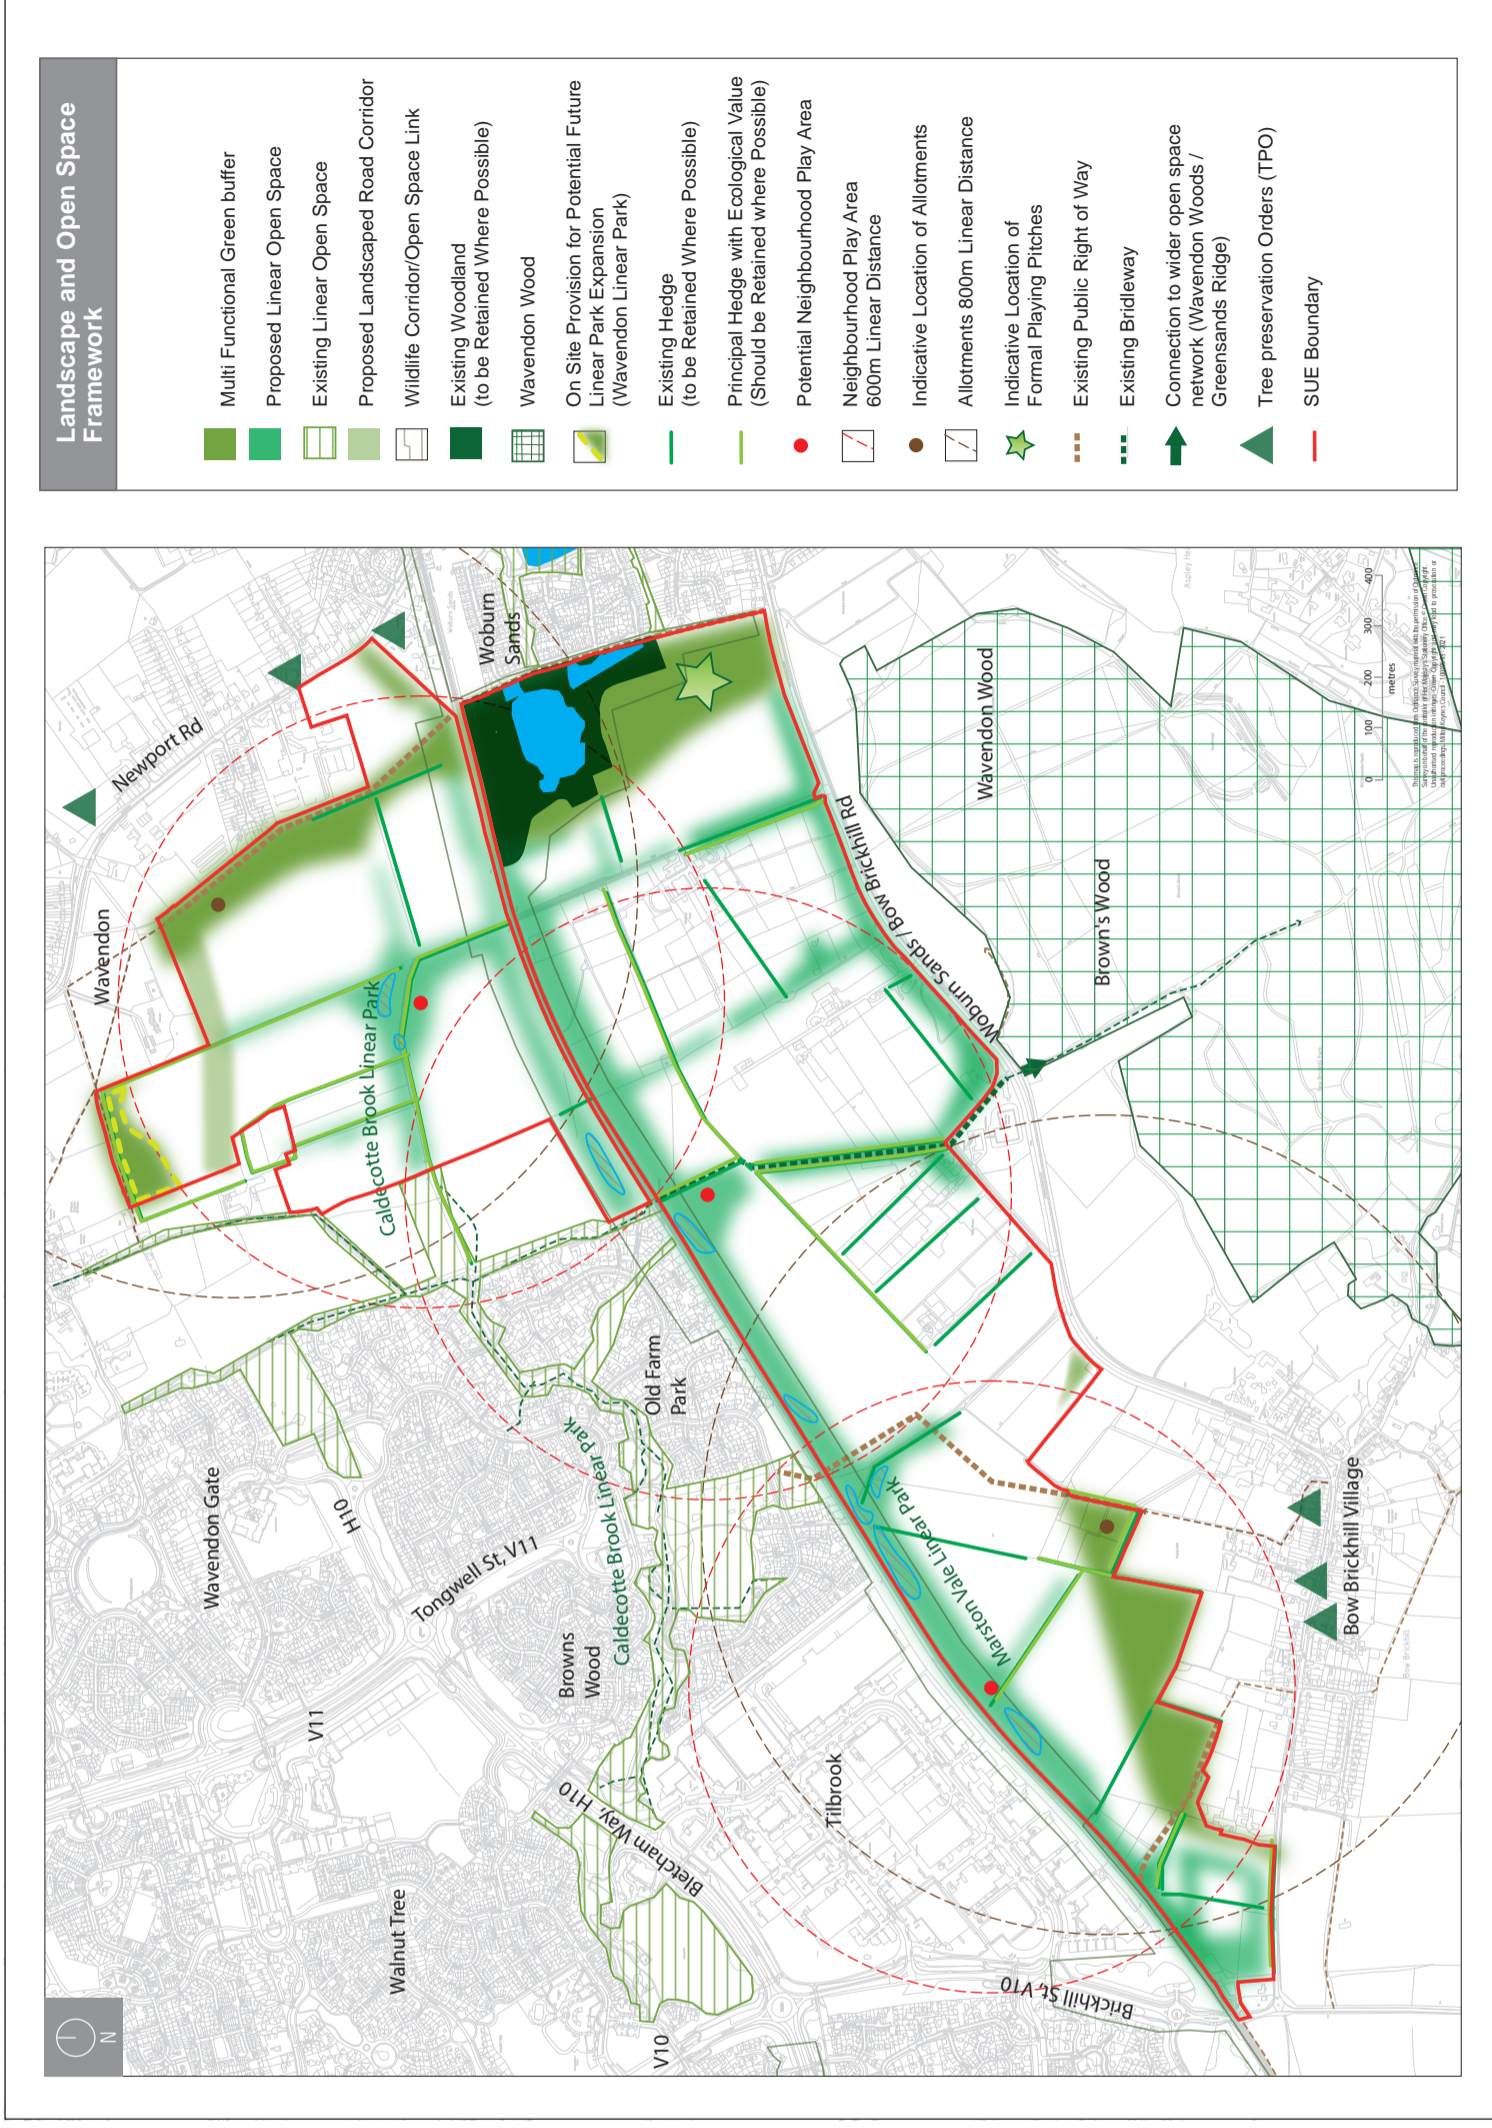 Landscape and Open Space
Framework
Multi Functional Green buffer
Proposed Linear Open Space
Existing Linear Open Space
Proposed Landscaped Road Corridor
Wildlife Corridor/Open Space Link
Existing Woodland
(to be Retained Where Possible)
Wavendon Wood
On Site Provision for Potential Future
Linear Park Expansion
(Wavendon Linear Park)
Existing Hedge
(to be Retained Where Possible)
Principal Hedge with Ecological Value
(Should be Retained where Possible)
Potential Neighbourhood Play Area
Neighbourhood Play Area
600m Linear Distance
Indicative Location of Allotments
Allotments 800m Linear Distance
Indicative Location of
Formal Playing Pitches
Existing Public Right of Way
Existing Bridleway
Connection to wider open space
network (Wavendon Woods /
Greensands Ridge)
Tree preservation Orders (TPO)
SUE Boundary
N
Newport Rd
Wavendon
Woburn
Sands
Caldecotte Brook Linear Park
Wavendon Gate
H10
Tongwell St, V11
V11
Walnut Tree
Old Farm
Park
Caldecotte Brook Linear Park
Browns
Wood
Bletcham Way, H10
V10
Tilbrook
Brickhill St, V10
Marston Vale Linear Park
Woburn Sands / Bow Brickhill Rd
Wavendon Wood
Brown's Wood
Bow Brickhill Village
Bow Brickhill
0 100 200 300 400
metres